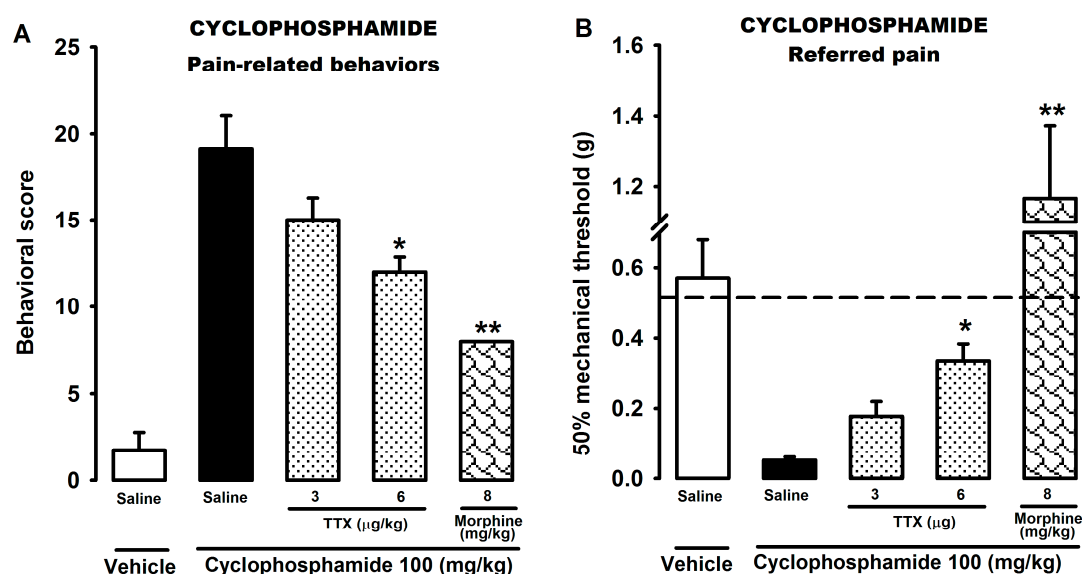 A
CYCLOPHOSPHAMIDE
Pain-related behaviors
Behavioral score
25
20
15
10
5
0
*
**
Saline
Saline
3
6
8
TTX (μg/kg)
Morphine
(mg/kg)
Vehicle
Cyclophosphamide 100 (mg/kg)
B
CYCLOPHOSPHAMIDE
Referred pain
50% mechanical threshold (g)
1.6
1.4
1.2
0.6
0.4
0.2
0.0
*
**
Saline
Saline
3
6
8
TTX (μg)
Morphine
(mg/kg)
Vehicle
Cyclophosphamide 100 (mg/kg)